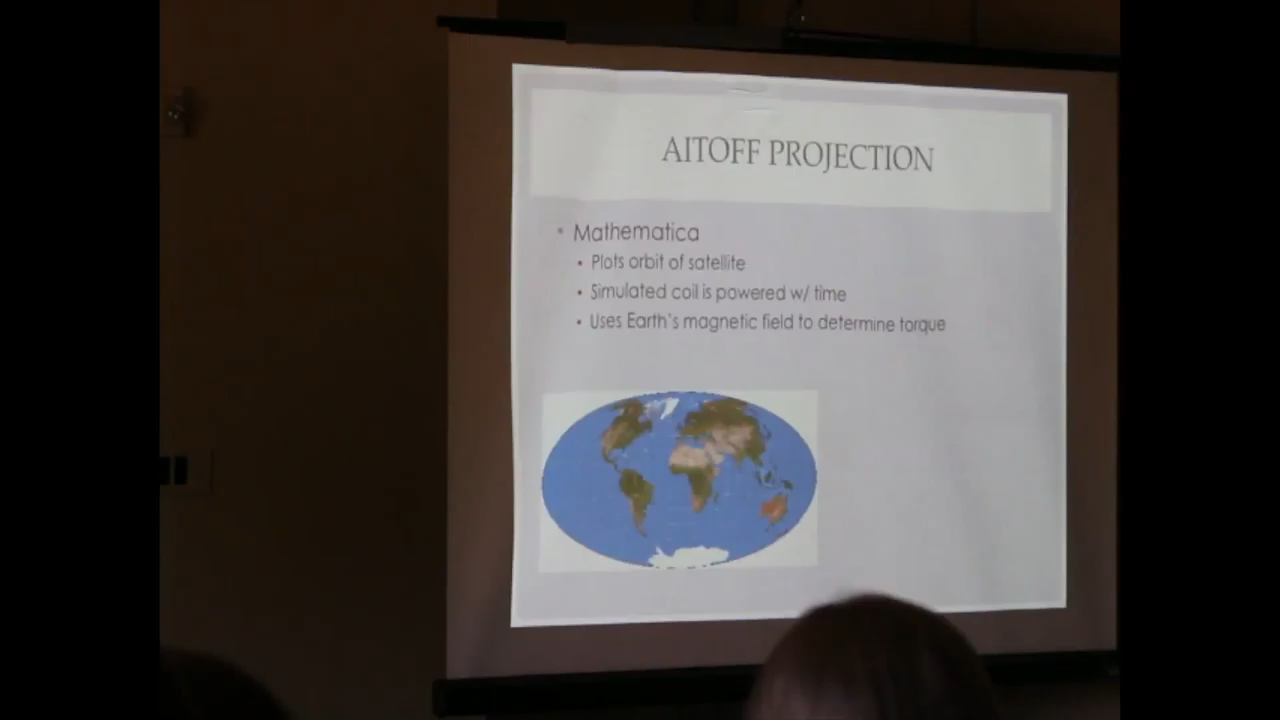 AITOFF PROJECTION
• Mathematica
• Plots orbit of satellite
• Simulated coil is powered w/ time
• Uses Earth's magnetic field to determine torque